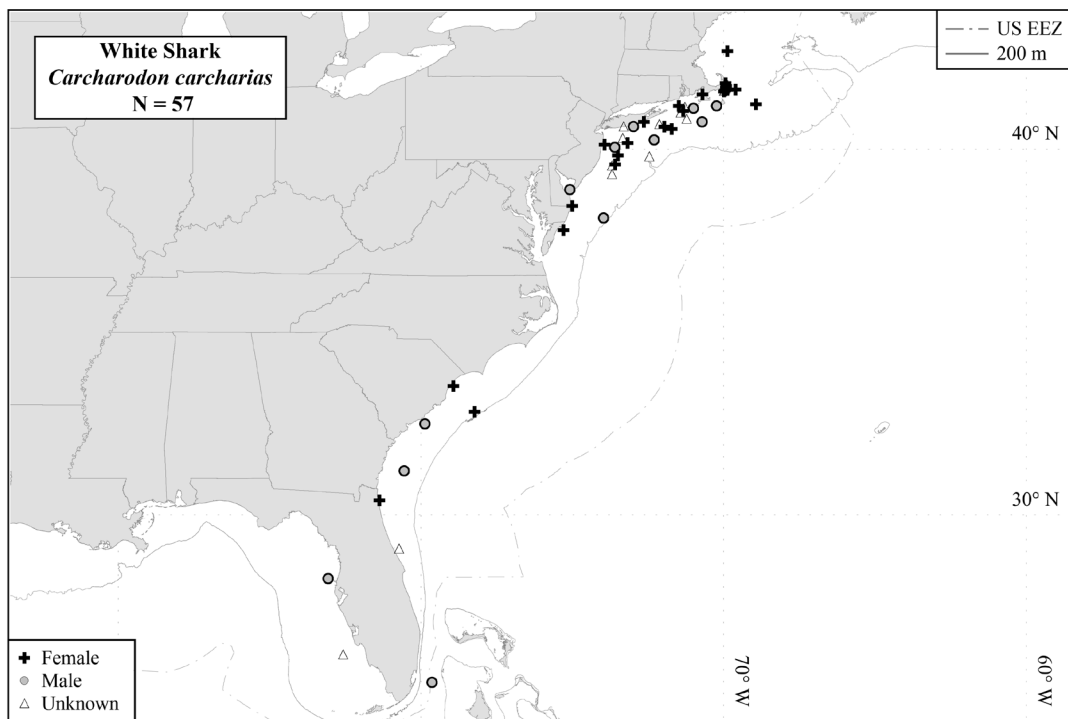 White Shark
Carcharodon carcharias
N = 57
US EEZ
200 m
40° N
30° N
70° W
60° W
Female
Male
Unknown